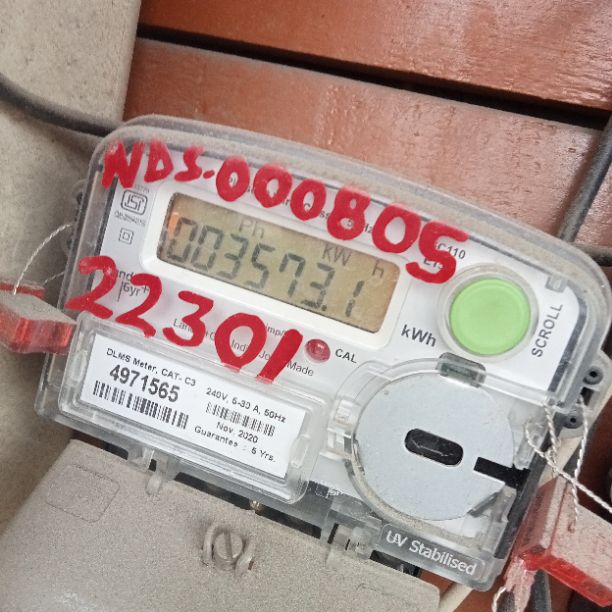 NDS-000805
Ph
KW h
003573.1
22301
kWh
SCROLL
CAL
DLMS Meter, CAT- C3
4971565
240V, 5-30 A, 50Hz
Nov, 2020
Guarantee : 5 Yrs.
UV Stabilised